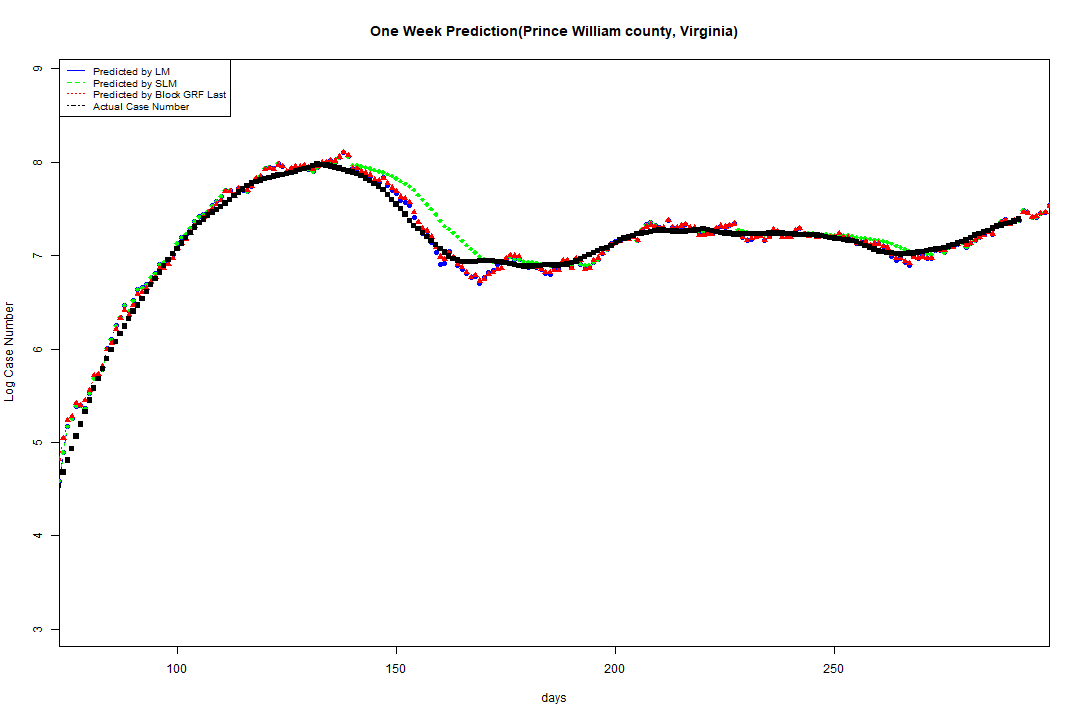 One Week Prediction(Prince William county, Virginia)
Predicted by LM
Predicted by SLM
Predicted by Block GRF Last
Actual Case Number
9
8
7
6
5
4
3
Log Case Number
100 150 200 250
days